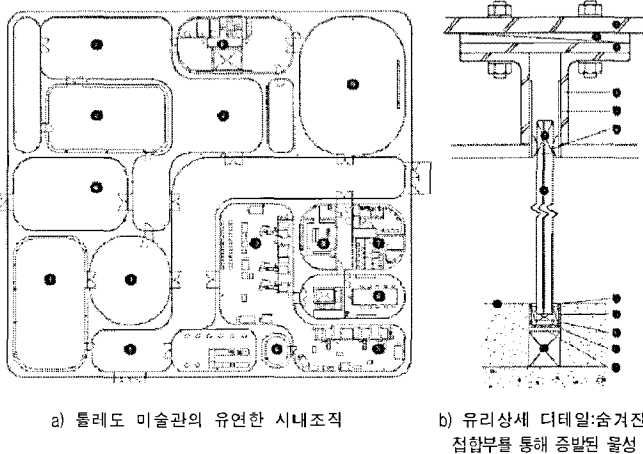 a) 톨레도 미술관의 유연한 시내조직
b) 유리상세 디테일:숨겨진
접합부를 통해 증발된 물성